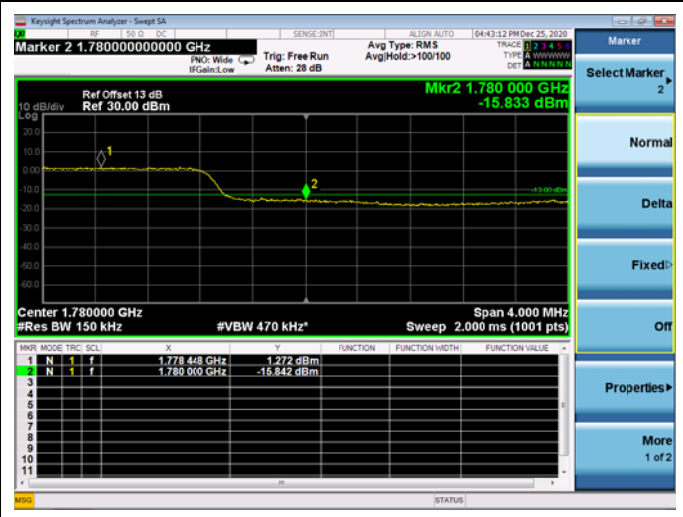 Keysight Spectrum Analyzer - Swept SA
RF 50 Ω DC SENSE:INT ALIGN AUTO 04:43:12 PM Dec 25, 2020
Marker 2 1.780000000000 GHz
PNO: Wide
IFGain:Low
Trig: Free Run
Atten: 28 dB
Avg Type: RMS
Avg|Hold:>100/100
TRACE 1 2 3 4 5 6
TYPE A WWWWW
DET A N N N N N
Ref Offset 13 dB
10 dB/div Ref 30.00 dBm
Log
Mkr2 1.780 000 GHz
-15.833 dBm
20.0
10.0
0.00
-10.0
-20.0
-30.0
-40.0
-50.0
-60.0
1
2
-13.00 dBm
Center 1.780000 GHz Span 4.000 MHz
#Res BW 150 kHz #VBW 470 kHz* Sweep 2.000 ms (1001 pts)
MKR MODE TRC SCL X Y FUNCTION FUNCTION WIDTH FUNCTION VALUE
1 N 1 f 1.778 448 GHz 1.272 dBm
2 N 1 f 1.780 000 GHz -15.842 dBm
3
4
5
6
7
8
9
10
11
MSG STATUS
Marker
Select Marker
2
Normal
Delta
Fixed
Off
Properties
More
1 of 2